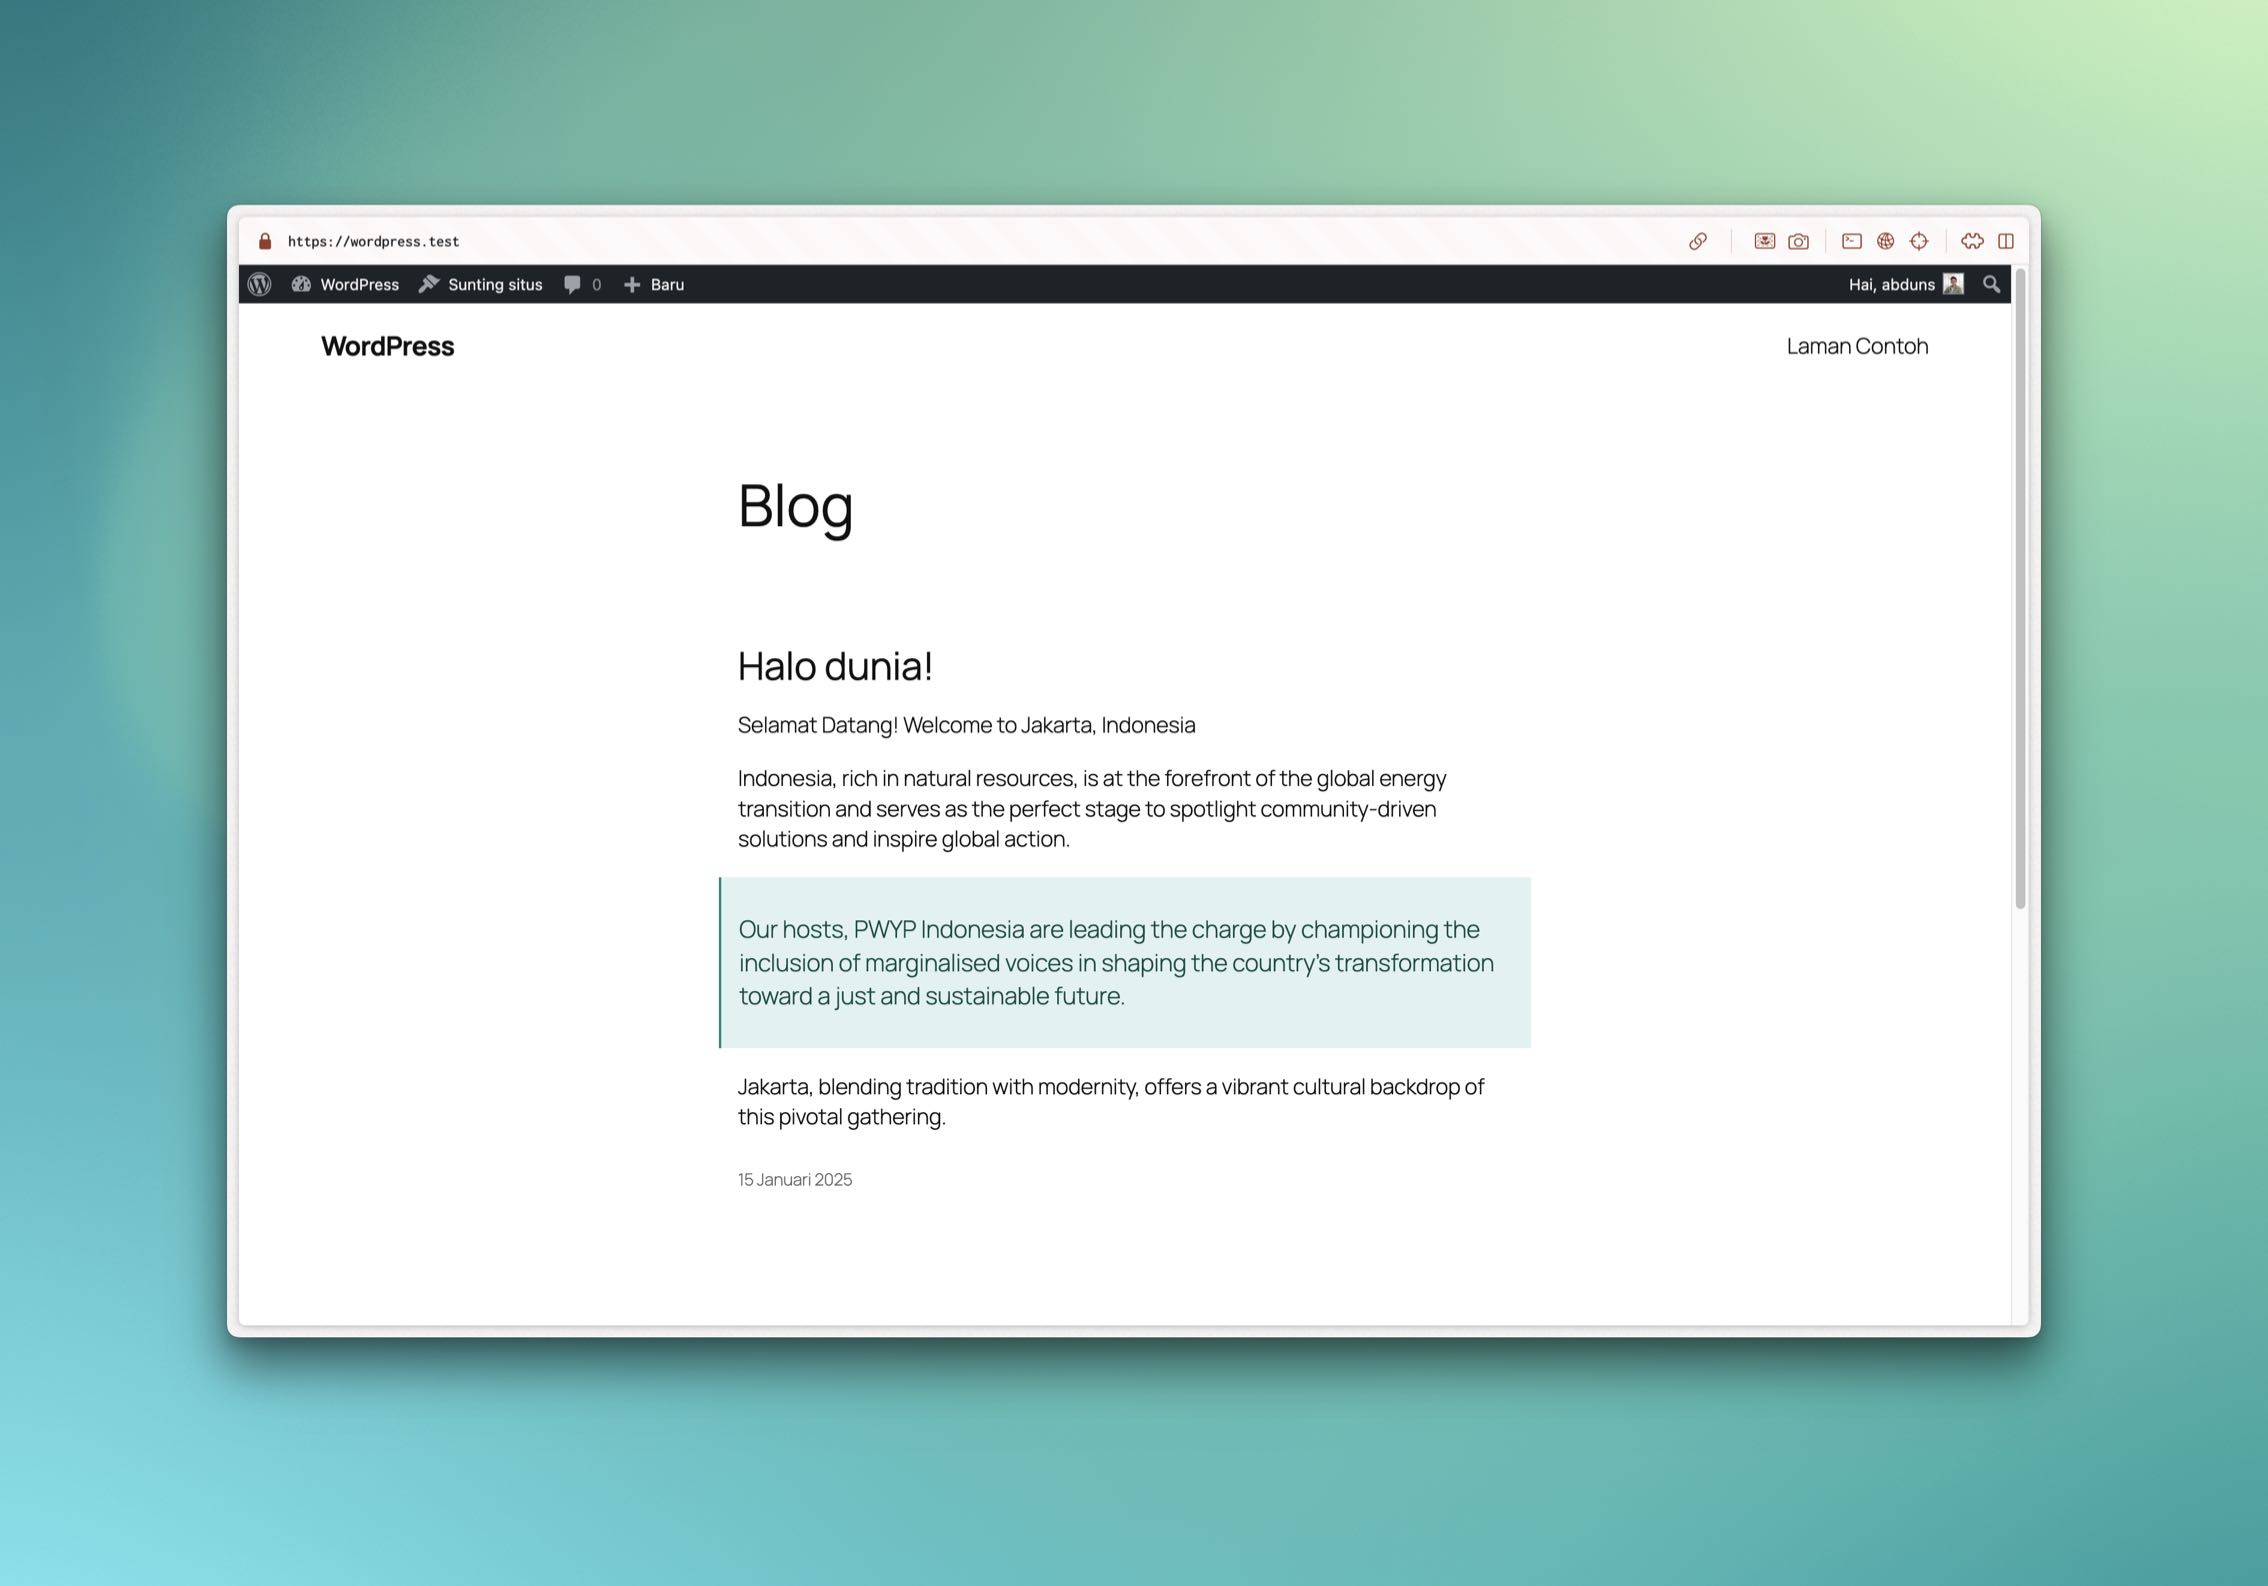 https://wordpress.test
WordPress
Sunting situs
0
Baru
Hai, abduns
WordPress
Laman Contoh
Blog
Halo dunia!
Selamat Datang! Welcome to Jakarta, Indonesia
Indonesia, rich in natural resources, is at the forefront of the global energy
transition and serves as the perfect stage to spotlight community-driven
solutions and inspire global action.
Our hosts, PWYP Indonesia are leading the charge by championing the
inclusion of marginalised voices in shaping the country’s transformation
toward a just and sustainable future.
Jakarta, blending tradition with modernity, offers a vibrant cultural backdrop of
this pivotal gathering.
15 Januari 2025